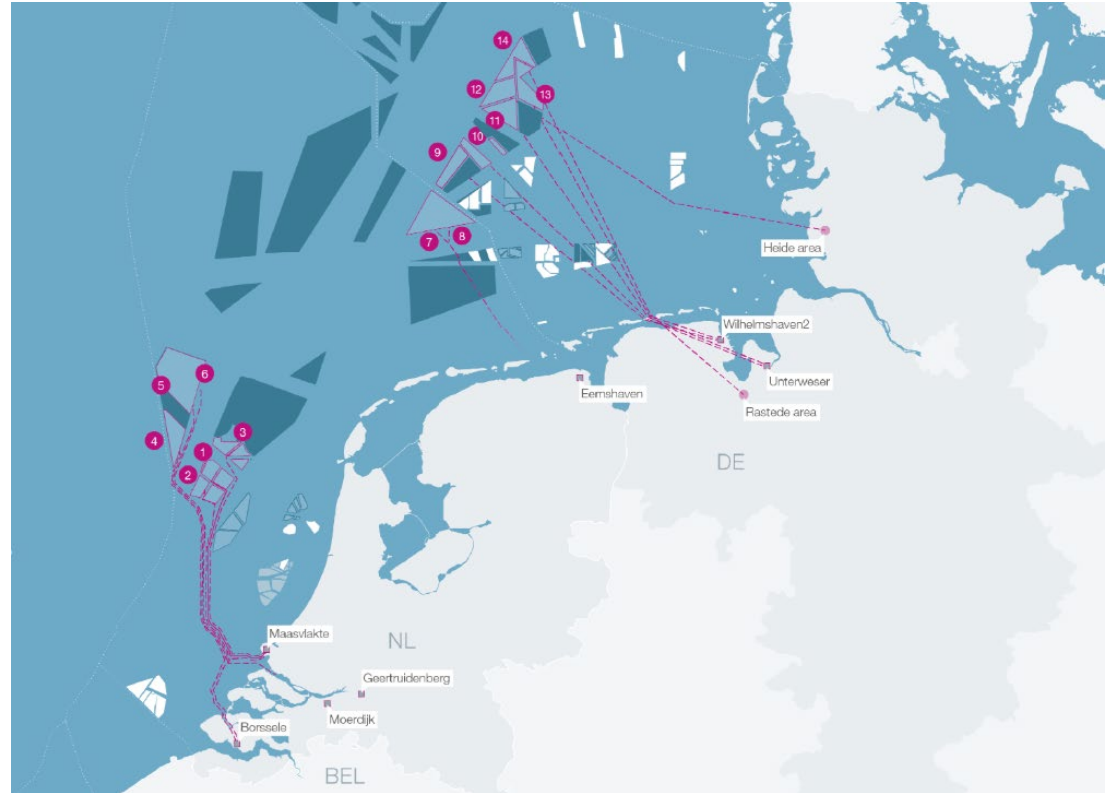 14
12
13
11
10
9
7
8
Heide area
Wilhelmshaven2
Unterweser
Eemshaven
Rastede area
DE
5
6
4
3
1
2
Maasvlakte
NL
Geertruidenberg
Moerdijk
Borssele
BEL